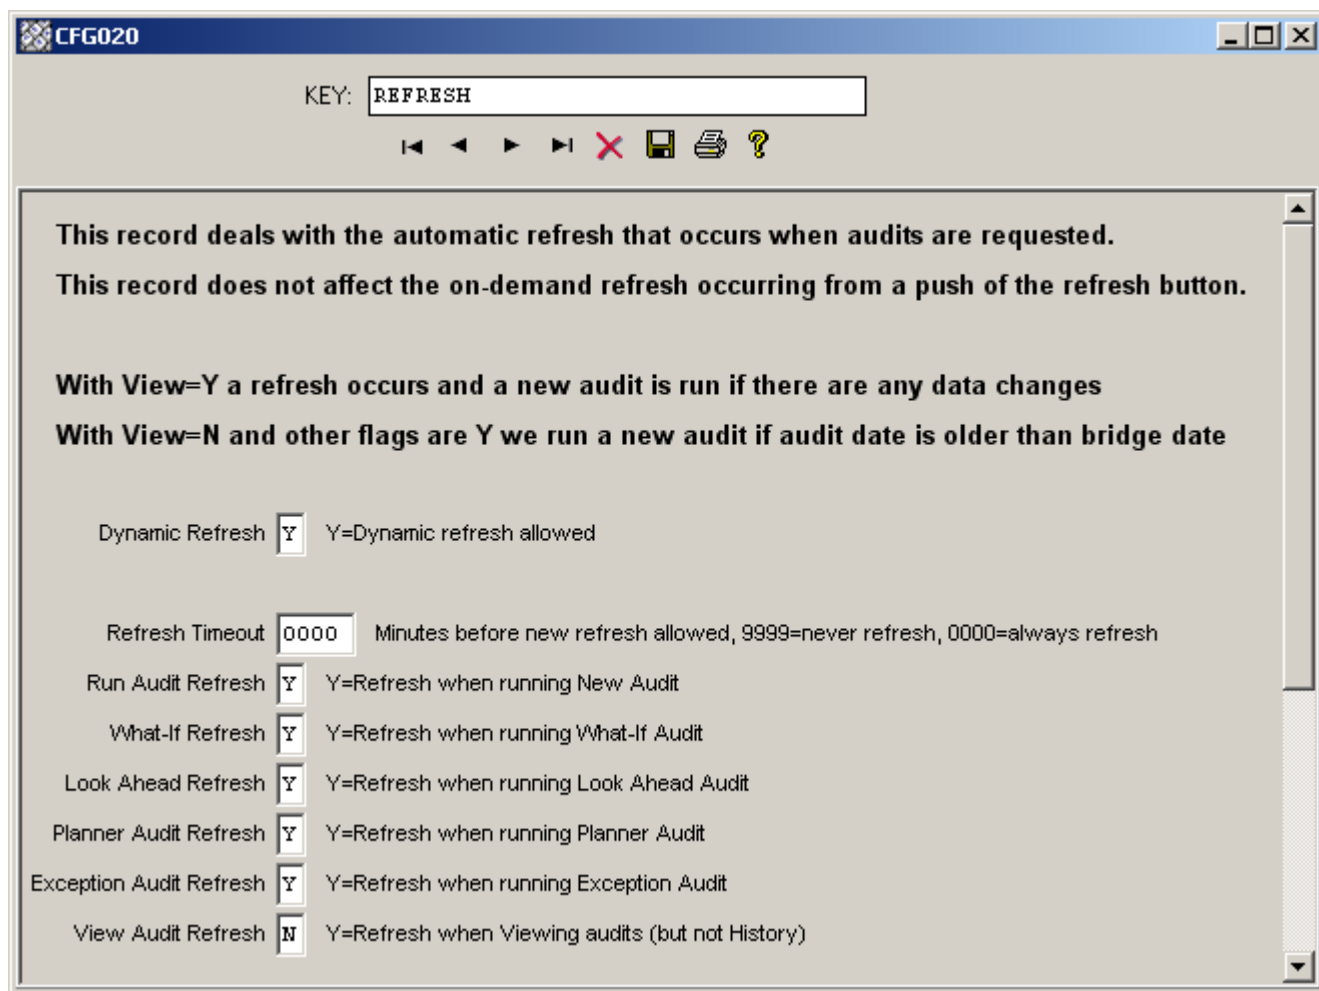 CFG020
KEY: REFRESH
This record deals with the automatic refresh that occurs when audits are requested.
This record does not affect the on-demand refresh occurring from a push of the refresh button.
With View=Y a refresh occurs and a new audit is run if there are any data changes
With View=N and other flags are Y we run a new audit if audit date is older than bridge date
Dynamic Refresh Y Y=Dynamic refresh allowed
Refresh Timeout 0000 Minutes before new refresh allowed, 9999=never refresh, 0000=always refresh
Run Audit Refresh Y Y=Refresh when running New Audit
What-If Refresh Y Y=Refresh when running What-If Audit
Look Ahead Refresh Y Y=Refresh when running Look Ahead Audit
Planner Audit Refresh Y Y=Refresh when running Planner Audit
Exception Audit Refresh Y Y=Refresh when running Exception Audit
View Audit Refresh N Y=Refresh when Viewing audits (but not History)